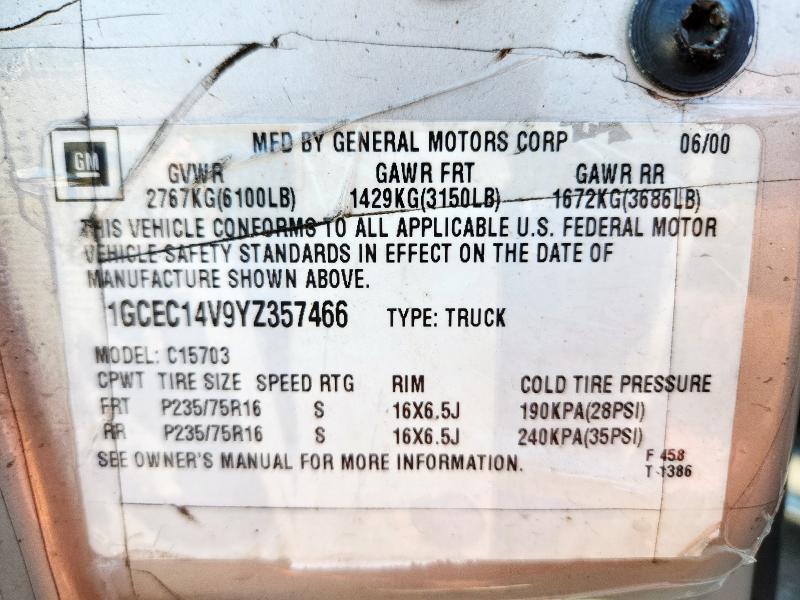 GM
MFD BY GENERAL MOTORS CORP 06/00
GVWR GAWR FRT GAWR RR
2767KG(6100LB) 1429KG(3150LB) 1672KG(3686LB)
THIS VEHICLE CONFORMS TO ALL APPLICABLE U.S. FEDERAL MOTOR
VEHICLE SAFETY STANDARDS IN EFFECT ON THE DATE OF
MANUFACTURE SHOWN ABOVE.
1GCEC14V9YZ357466 TYPE: TRUCK
MODEL: C15703
CPWT TIRE SIZE SPEED RTG RIM COLD TIRE PRESSURE
FRT P235/75R16 S 16X6.5J 190KPA(28PSI)
RR P235/75R16 S 16X6.5J 240KPA(35PSI)
SEE OWNER'S MANUAL FOR MORE INFORMATION.
F 458
T 1386